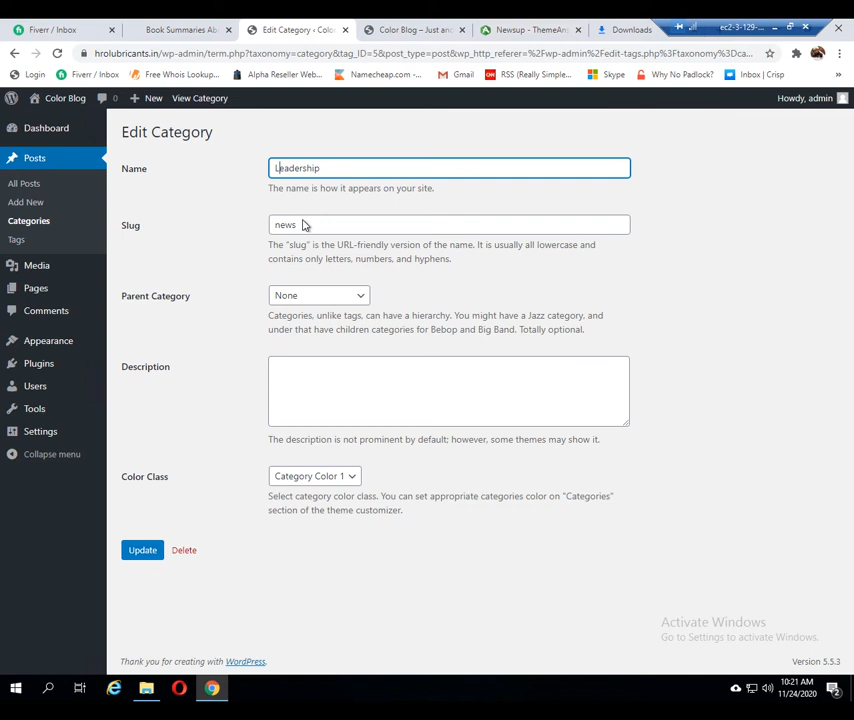 Fiverr / Inbox
Book Summaries Abo
Edit Category ‹ Colo
Color Blog – Just an
Newsup - ThemeAns
Downloads
ec2-3-129-
hrolubricants.in/wp-admin/term.php?taxonomy=category&tag_ID=5&post_type=post&wp_http_referer=%2Fwp-admin%2Fedit-tags.php%3Ftaxonomy%3Dca...
Login
Fiverr / Inbox
Free Whois Lookup...
Alpha Reseller Web...
Namecheap.com -...
Gmail
RSS (Really Simple...
Skype
Why No Padlock?
Inbox | Crisp
Color Blog
0
New
View Category
Howdy, admin
Dashboard
Posts
All Posts
Add New
Categories
Tags
Media
Pages
Comments
Appearance
Plugins
Users
Tools
Settings
Collapse menu
Edit Category
Name
Leadership
The name is how it appears on your site.
Slug
news
The “slug” is the URL-friendly version of the name. It is usually all lowercase and
contains only letters, numbers, and hyphens.
Parent Category
None
Categories, unlike tags, can have a hierarchy. You might have a Jazz category, and
under that have children categories for Bebop and Big Band. Totally optional.
Description
The description is not prominent by default; however, some themes may show it.
Color Class
Category Color 1
Select category color class. You can set appropriate categories color on "Categories"
section of the theme customizer.
Update
Delete
Activate Windows
Go to Settings to activate Windows.
Thank you for creating with WordPress.
Version 5.5.3
10:21 AM
11/24/2020
2